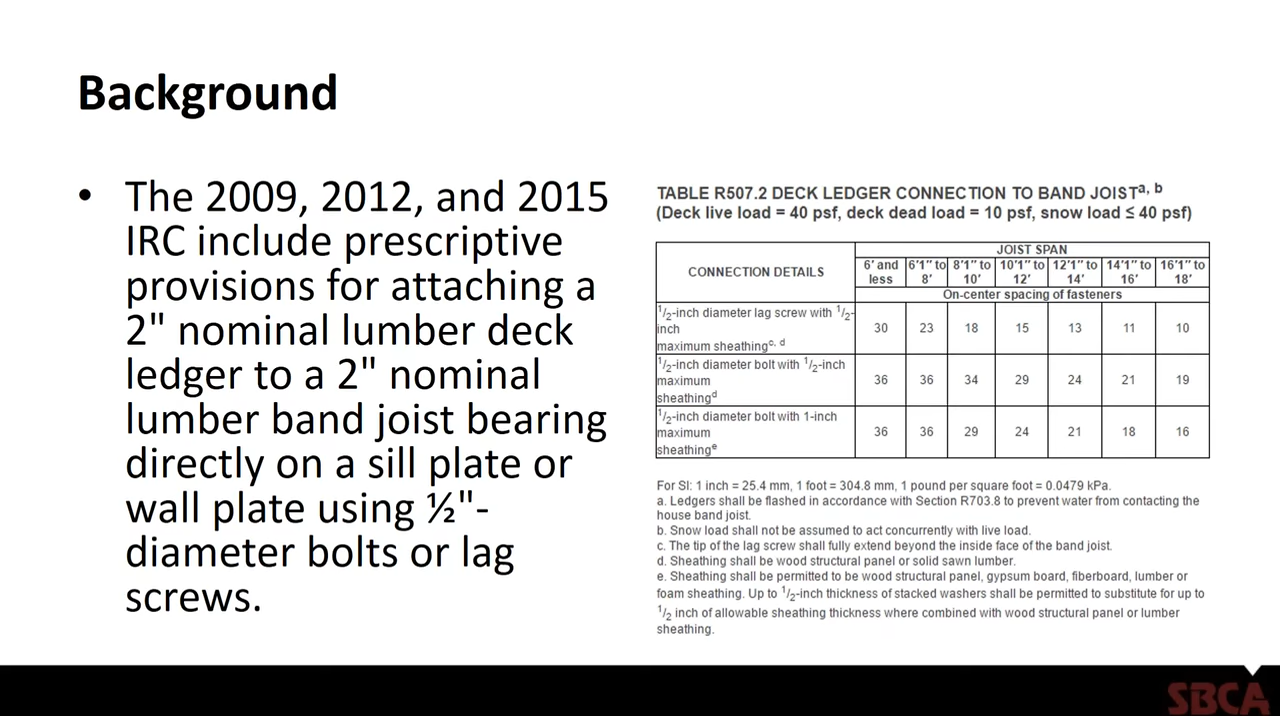 Background
• The 2009, 2012, and 2015
IRC include prescriptive
provisions for attaching a
2" nominal lumber deck
ledger to a 2" nominal
lumber band joist bearing
directly on a sill plate or
wall plate using ½"-
diameter bolts or lag
screws.
TABLE R507.2 DECK LEDGER CONNECTION TO BAND JOISTa, b
(Deck live load = 40 psf, deck dead load = 10 psf, snow load ≤ 40 psf)
CONNECTION DETAILS
JOIST SPAN
6′ and less 6′1″ to 8′ 8′1″ to 10′ 10′1″ to 12′ 12′1″ to 14′ 14′1″ to 16′ 16′1″ to 18′
On-center spacing of fasteners
1/2-inch diameter lag screw with 1/2-
inch
maximum sheathingc, d
30 23 18 15 13 11 10
1/2-inch diameter bolt with 1/2-inch
maximum
sheathingd
36 36 34 29 24 21 19
1/2-inch diameter bolt with 1-inch
maximum
sheathinge
36 36 29 24 21 18 16
For SI: 1 inch = 25.4 mm, 1 foot = 304.8 mm, 1 pound per square foot = 0.0479 kPa.
a. Ledgers shall be flashed in accordance with Section R703.8 to prevent water from contacting the
house band joist.
b. Snow load shall not be assumed to act concurrently with live load.
c. The tip of the lag screw shall fully extend beyond the inside face of the band joist.
d. Sheathing shall be wood structural panel or solid sawn lumber.
e. Sheathing shall be permitted to be wood structural panel, gypsum board, fiberboard, lumber or
foam sheathing. Up to 1/2-inch thickness of stacked washers shall be permitted to substitute for up to
1/2 inch of allowable sheathing thickness where combined with wood structural panel or lumber
sheathing.
SBCA